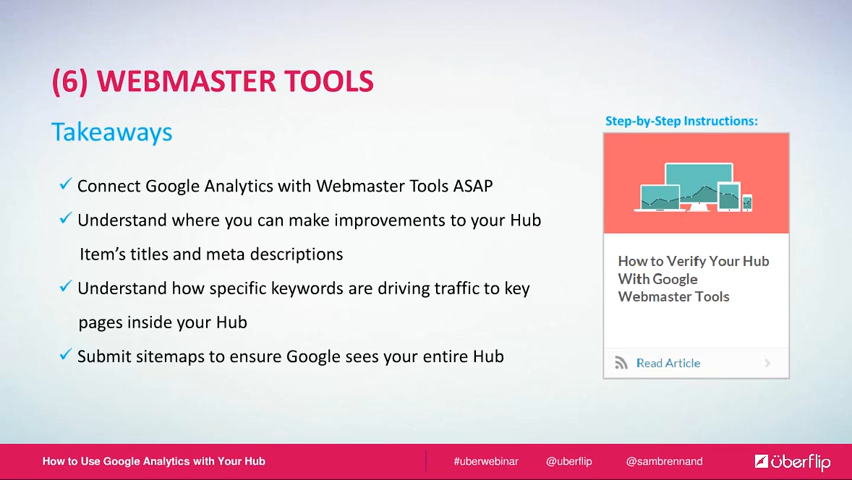 (6) WEBMASTER TOOLS
Takeaways
✓ Connect Google Analytics with Webmaster Tools ASAP
✓ Understand where you can make improvements to your Hub
Item's titles and meta descriptions
✓ Understand how specific keywords are driving traffic to key
pages inside your Hub
✓ Submit sitemaps to ensure Google sees your entire Hub
Step-by-Step Instructions:
How to Verify Your Hub
With Google
Webmaster Tools
Read Article
How to Use Google Analytics with Your Hub
#uberwebinar
@uberflip
@sambrennand
überflip